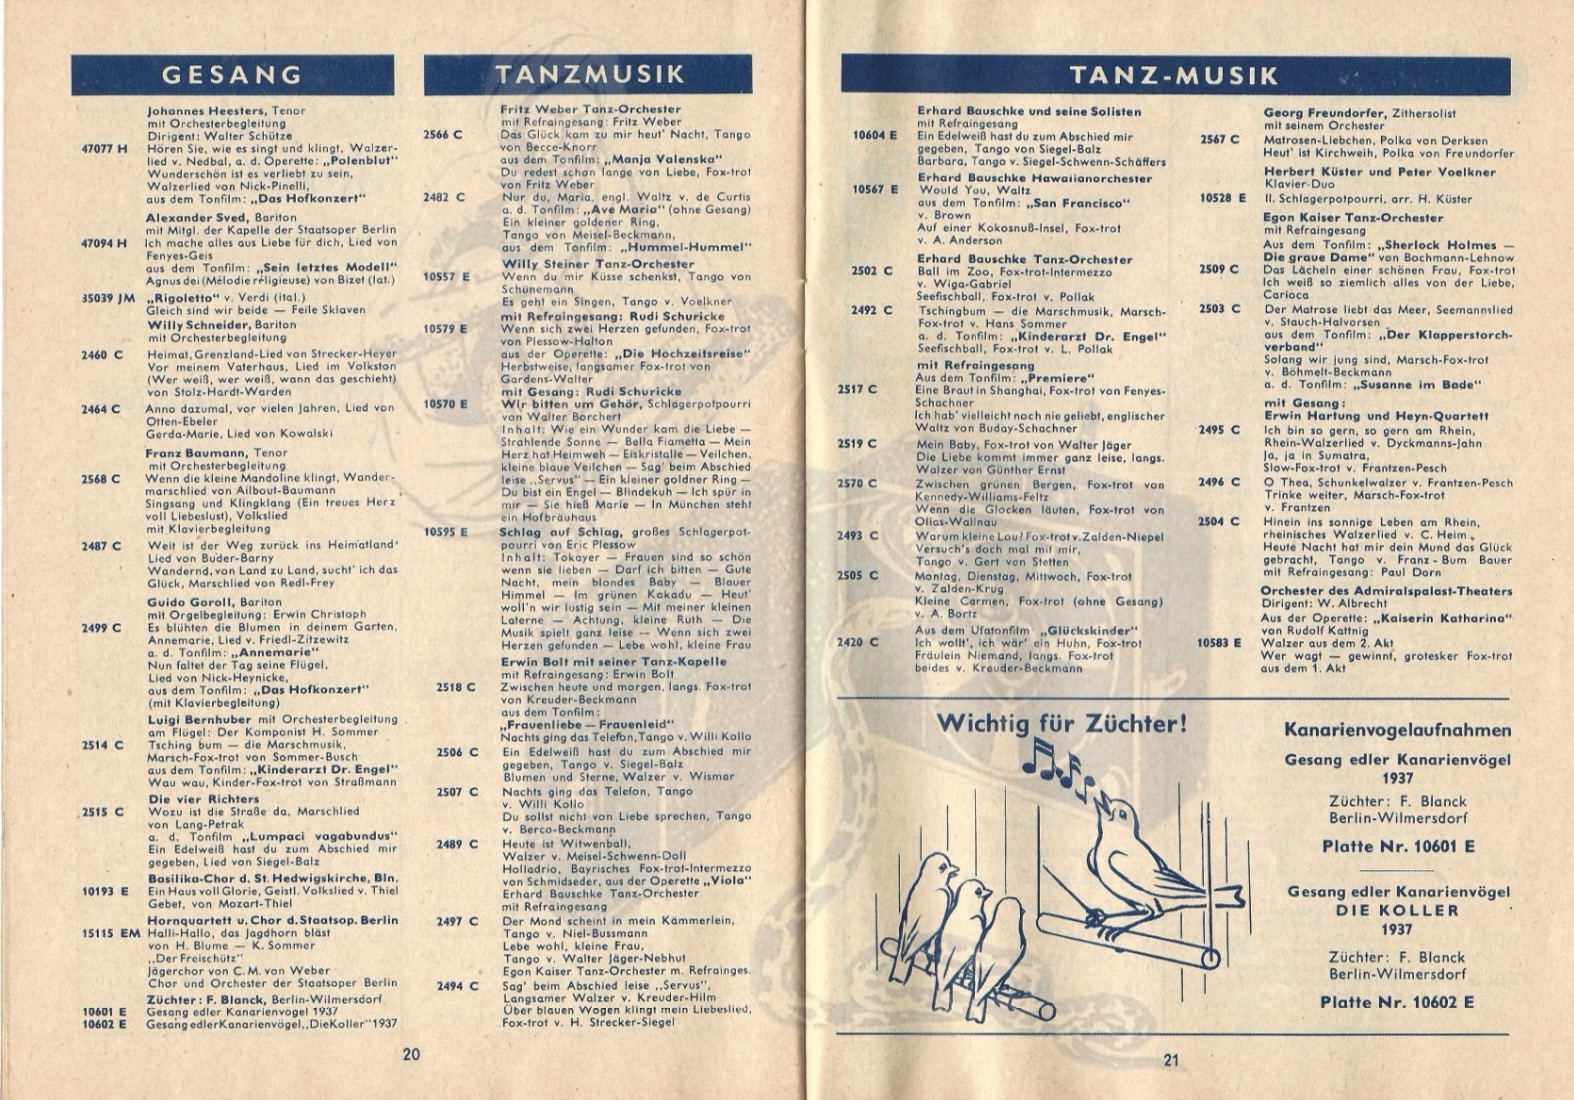 GESANG
Johannes Heesters, Tenor
mit Orchesterbegleitung
Dirigent: Walter Schütze
47077 H Hören Sie, wie es singt und klingt, Walzer-
lied v. Nedbal, a. d. Operette: „Polenblut"
Wunderschön ist es verliebt zu sein,
Walzerlied von Nick-Pinelli,
aus dem Tonfilm: „Das Hofkonzert"
Alexander Sved, Bariton
mit Mitgl. der Kapelle der Staatsoper Berlin
47094 H Ich mache alles aus Liebe für dich, Lied von
Fenyes-Geis
aus dem Tonfilm: „Sein letztes Modell"
Agnus dei (Mélodie réligieuse) von Bizet (lat.)
35039 JM „Rigoletto" v. Verdi (ital.)
Gleich sind wir beide — Feile Sklaven
Willy Schneider, Bariton
mit Orchesterbegleitung
2460 C Heimat, Grenzland-Lied von Strecker-Heyer
Vor meinem Vaterhaus, Lied im Volkston
(Wer weiß, wer weiß, wann das geschieht)
von Stolz-Hardt-Warden
2464 C Anno dazumal, vor vielen Jahren, Lied von
Otten-Ebeler
Gerda-Marie, Lied von Kowalski
Franz Baumann, Tenor
mit Orchesterbegleitung
2568 C Wenn die kleine Mandoline klingt, Wander-
marschlied von Ailbout-Baumann
Singsang und Klingklang (Ein treues Herz
voll Liebeslust), Volkslied
mit Klavierbegleitung
2487 C Weit ist der Weg zurück ins Heimatland
Lied von Buder-Barny
Wandernd, von Land zu Land, sucht' ich das
Glück, Marschlied von Redl-Frey
Guido Goroll, Bariton
mit Orgelbegleitung: Erwin Christoph
2499 C Es blühten die Blumen in deinem Garten,
Annemarie, Lied v. Friedl-Zitzewitz
a. d. Tonfilm: „Annemarie"
Nun faltet der Tag seine Flügel,
Lied von Nick-Heynicke,
aus dem Tonfilm: „Das Hofkonzert"
(mit Klavierbegleitung)
Luigi Bernhuber mit Orchesterbegleitung
am Flügel: Der Komponist H. Sommer
2514 C Tsching bum — die Marschmusik,
Marsch-Fox-trot von Sommer-Busch
aus dem Tonfilm: „Kinderarzt Dr. Engel"
Wau wau, Kinder-Fox-trot von Straßmann
Die vier Richters
2515 C Wozu ist die Straße da, Marschlied
von Lang-Petrak
a. d. Tonfilm „Lumpaci vagabundus"
Ein Edelweiß hast du zum Abschied mir
gegeben, Lied von Siegel-Balz
Basilika-Chor d. St. Hedwigskirche, Bln.
10193 E Ein Haus voll Glorie, Geistl. Volkslied v. Thiel
Gebet, von Mozart-Thiel
Hornquartett u. Chor d. Staatsop. Berlin
15115 EM Halli-Hallo, das Jagdhorn bläst
von H. Blume — K. Sommer
„Der Freischütz"
Jägerchor von C. M. von Weber
Chor und Orchester der Staatsoper Berlin
Züchter: F. Blanck, Berlin-Wilmersdorf
10601 E Gesang edler Kanarienvögel 1937
10602 E Gesang edler Kanarienvögel „Die Koller" 1937
20
TANZMUSIK
Fritz Weber Tanz-Orchester
mit Refraingesang: Fritz Weber
2566 C Das Glück kam zu mir heut' Nacht, Tango
von Becce-Knorr
aus dem Tonfilm: „Manja Valenska"
Du redest schon lange von Liebe, Fox-trot
von Fritz Weber
2482 C Nur du, Maria, engl. Waltz v. de Curtis
a. d. Tonfilm: „Ave Maria" (ohne Gesang)
Ein kleiner goldener Ring,
Tango von Meisel-Beckmann,
aus dem Tonfilm: „Hummel-Hummel"
Willy Steiner Tanz-Orchester
10557 E Wenn du mir Küsse schenkst, Tango von
Schünemann
Es geht ein Singen, Tango v. Voelkner
mit Refraingesang: Rudi Schuricke
10579 E Wenn sich zwei Herzen gefunden, Fox-trot
von Plessow-Halton
aus der Operette: „Die Hochzeitsreise"
Herbstweise, langsamer Fox-trot von
Gardens-Walter
mit Gesang: Rudi Schuricke
10570 E Wir bitten um Gehör, Schlagerpotpourri
von Walter Borchert
Inhalt: Wie ein Wunder kam die Liebe —
Strahlende Sonne — Bella Fiametta — Mein
Herz hat Heimweh — Eiskristalle — Veilchen,
kleine blaue Veilchen — Sag' beim Abschied
leise „Servus" — Ein kleiner goldner Ring —
Du bist ein Engel — Blindekuh — Ich spür in
mir — Sie hieß Marie — In München steht
ein Hofbräuhaus
10595 E Schlag auf Schlag, großes Schlagerpot-
pourri von Eric Plessow
Inhalt: Tokayer — Frauen sind so schön
wenn sie lieben — Darf ich bitten — Gute
Nacht, mein blondes Baby — Blauer
Himmel — Im grünen Kakadu — Heut'
woll'n wir lustig sein — Mit meiner kleinen
Laterne — Achtung, kleine Ruth — Die
Musik spielt ganz leise — Wenn sich zwei
Herzen gefunden — Lebe wohl, kleine Frau
Erwin Bolt mit seiner Tanz-Kapelle
mit Refraingesang: Erwin Bolt
2518 C Zwischen heute und morgen, langs. Fox-trot
von Kreuder-Beckmann
aus dem Tonfilm:
„Frauenliebe — Frauenleid"
Nachts ging das Telefon, Tango v. Willi Kollo
2506 C Ein Edelweiß hast du zum Abschied mir
gegeben, Tango v. Siegel-Balz
Blumen und Sterne, Walzer v. Wismar
2507 C Nachts ging das Telefon, Tango
v. Willi Kollo
Du sollst nicht von Liebe sprechen, Tango
v. Berco-Beckmann
2489 C Heute ist Witwenball,
Walzer v. Meisel-Schwenn-Doll
Holladrio, Bayrisches Fox-trot-Intermezzo
von Schmidseder, aus der Operette „Viola"
Erhard Bauschke Tanz-Orchester
mit Refraingesang
2497 C Der Mond scheint in mein Kämmerlein,
Tango v. Niel-Bussmann
Lebe wohl, kleine Frau,
Tango v. Walter Jäger-Nebhut
Egon Kaiser Tanz-Orchester m. Refrainges.
2494 C Sag' beim Abschied leise „Servus",
Langsamer Walzer v. Kreuder-Hilm
Über blauen Wogen klingt mein Liebeslied,
Fox-trot v. H. Strecker-Siegel
TANZ-MUSIK
Erhard Bauschke und seine Solisten
mit Refraingesang
10604 E Ein Edelweiß hast du zum Abschied mir
gegeben, Tango von Siegel-Balz
Barbara, Tango v. Siegel-Schwenn-Schäffers
Erhard Bauschke Hawaiianorchester
10567 E Would You, Waltz
aus dem Tonfilm: „San Francisco"
v. Brown
Auf einer Kokosnuß-Insel, Fox-trot
v. A. Anderson
Erhard Bauschke Tanz-Orchester
2502 C Ball im Zoo, Fox-trot-Intermezzo
v. Wiga-Gabriel
Seefischball, Fox-trot v. Pollak
2492 C Tschingbum — die Marschmusik, Marsch-
Fox-trot v. Hans Sommer
a. d. Tonfilm: „Kinderarzt Dr. Engel"
Seefischball, Fox-trot v. L. Pollak
mit Refraingesang
Aus dem Tonfilm: „Premiere"
2517 C Eine Braut in Shanghai, Fox-trot von Fenyes-
Schachner
Ich hab' vielleicht noch nie geliebt, englischer
Waltz von Buday-Schachner
2519 C Mein Baby, Fox-trot von Walter Jäger
Die Liebe kommt immer ganz leise, langs.
Walzer von Günther Ernst
2570 C Zwischen grünen Bergen, Fox-trot von
Kennedy-Williams-Feltz
Wenn die Glocken läuten, Fox-trot von
Olias-Wallnau
2493 C Warum kleine Lou? Fox-trot v. Zalden-Niepel
Versuch's doch mal mit mir,
Tango v. Gert von Stetten
2505 C Montag, Dienstag, Mittwoch, Fox-trot
v. Zalden-Krug
Kleine Carmen, Fox-trot (ohne Gesang)
v. A. Bortz
Aus dem Ufatonfilm „Glückskinder"
2420 C Ich wollt', ich wär' ein Huhn, Fox-trot
Fräulein Niemand, langs. Fox-trot
beides v. Kreuder-Beckmann
Georg Freundorfer, Zithersolist
mit seinem Orchester
2567 C Matrosen-Liebchen, Polka von Derksen
Heut' ist Kirchweih, Polka von Freundorfer
Herbert Küster und Peter Voelkner
Klavier-Duo
10528 E II. Schlagerpotpourri, arr. H. Küster
Egon Kaiser Tanz-Orchester
mit Refraingesang
Aus dem Tonfilm: „Sherlock Holmes —
Die graue Dame" von Bochmann-Lehnow
2509 C Das Lächeln einer schönen Frau, Fox-trot
Ich weiß so ziemlich alles von der Liebe,
Carioca
2503 C Der Matrose liebt das Meer, Seemannslied
v. Stauch-Halvorsen
aus dem Tonfilm: „Der Klapperstorch-
verband"
Solang wir jung sind, Marsch-Fox-trot
v. Böhmelt-Beckmann
a. d. Tonfilm: „Susanne im Bade"
mit Gesang:
Erwin Hartung und Heyn-Quartett
2495 C Ich bin so gern, so gern am Rhein,
Rhein-Walzerlied v. Dyckmanns-Jahn
Ja, ja in Sumatra,
Slow-Fox-trot v. Frantzen-Pesch
2496 C O Thea, Schunkelwalzer v. Frantzen-Pesch
Trinke weiter, Marsch-Fox-trot
v. Frantzen
2504 C Hinein ins sonnige Leben am Rhein,
rheinisches Walzerlied v. C. Heim
Heute Nacht hat mir dein Mund das Glück
gebracht, Tango v. Franz-Bum Bauer
mit Refraingesang: Paul Dorn
Orchester des Admiralspalast-Theaters
Dirigent: W. Albrecht
Aus der Operette: „Kaiserin Katharina"
von Rudolf Kattnig
10583 E Walzer aus dem 2. Akt
Wer wagt — gewinnt, grotesker Fox-trot
aus dem 1. Akt
Wichtig für Züchter!
Kanarienvogelaufnahmen
Gesang edler Kanarienvögel
1937
Züchter: F. Blanck
Berlin-Wilmersdorf
Platte Nr. 10601 E
Gesang edler Kanarienvögel
DIE KOLLER
1937
Züchter: F. Blanck
Berlin-Wilmersdorf
Platte Nr. 10602 E
21